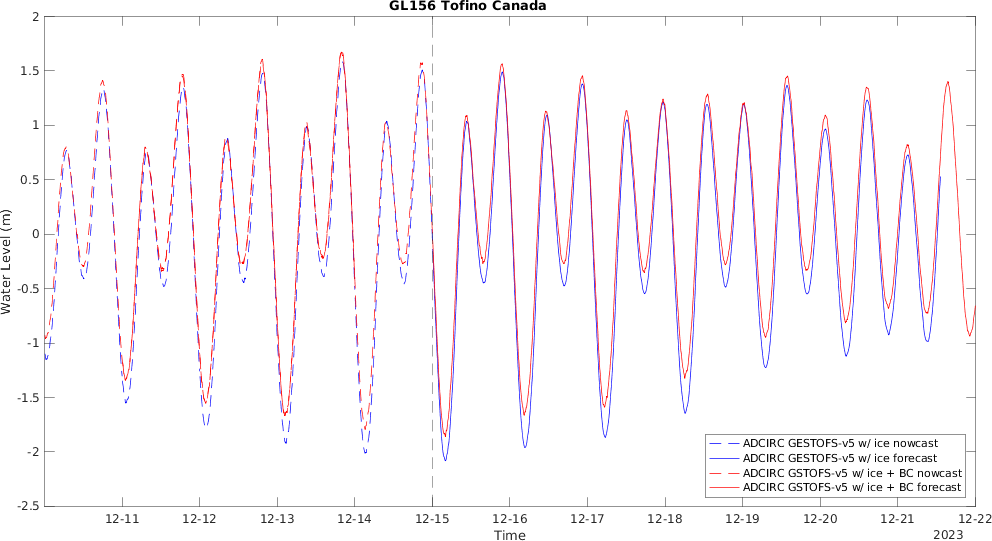 GL156 Tofino Canada
2
1.5
1
0.5
0
-0.5
-1
-1.5
-2
-2.5
Water Level (m)
ADCIRC GESTOFS-v5 w/ ice nowcast
ADCIRC GESTOFS-v5 w/ ice forecast
ADCIRC GSTOFS-v5 w/ ice + BC nowcast
ADCIRC GSTOFS-v5 w/ ice + BC forecast
12-11 12-12 12-13 12-14 12-15 12-16 12-17 12-18 12-19 12-20 12-21 12-22
Time
2023